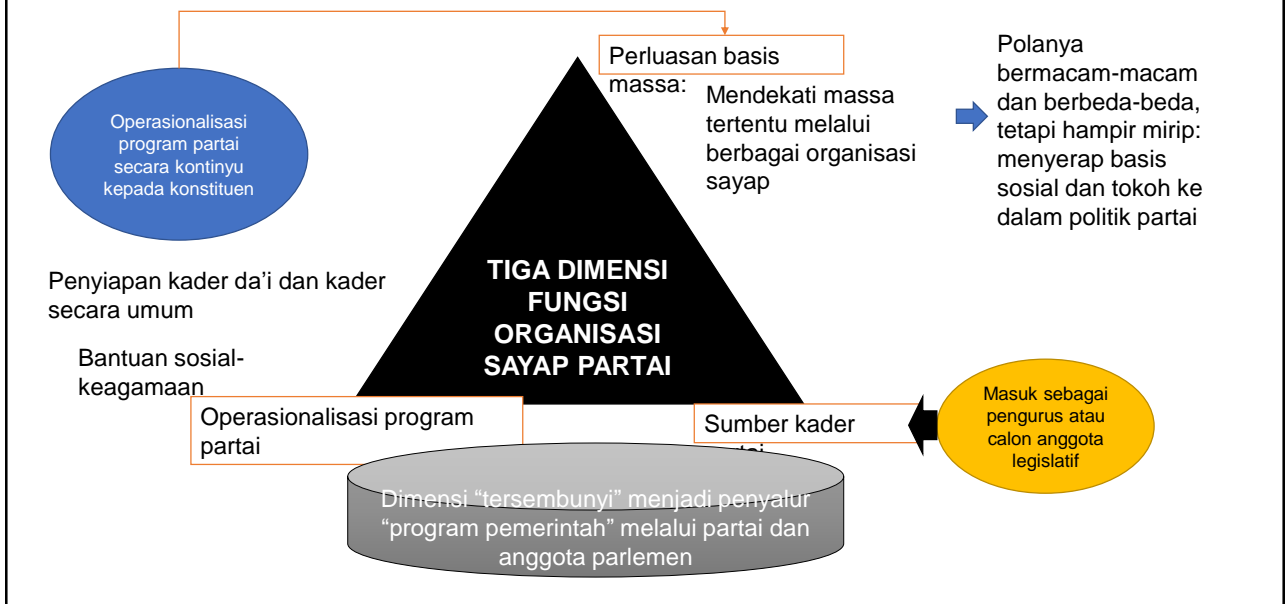 Perluasan basis
massa:
Mendekati massa
tertentu melalui
berbagai organisasi
sayap
Polanya
bermacam-macam
dan berbeda-beda,
tetapi hampir mirip:
menyerap basis
sosial dan tokoh ke
dalam politik partai
Operasionalisasi
program partai
secara kontinyu
kepada konstituen
TIGA DIMENSI
FUNGSI
ORGANISASI
SAYAP PARTAI
Penyiapan kader da’i dan kader
secara umum
Bantuan sosial-
keagamaan
Operasionalisasi program
partai
Sumber kader
Masuk sebagai
pengurus atau
calon anggota
legislatif
Dimensi “tersembunyi” menjadi penyalur
“program pemerintah” melalui partai dan
anggota parlemen